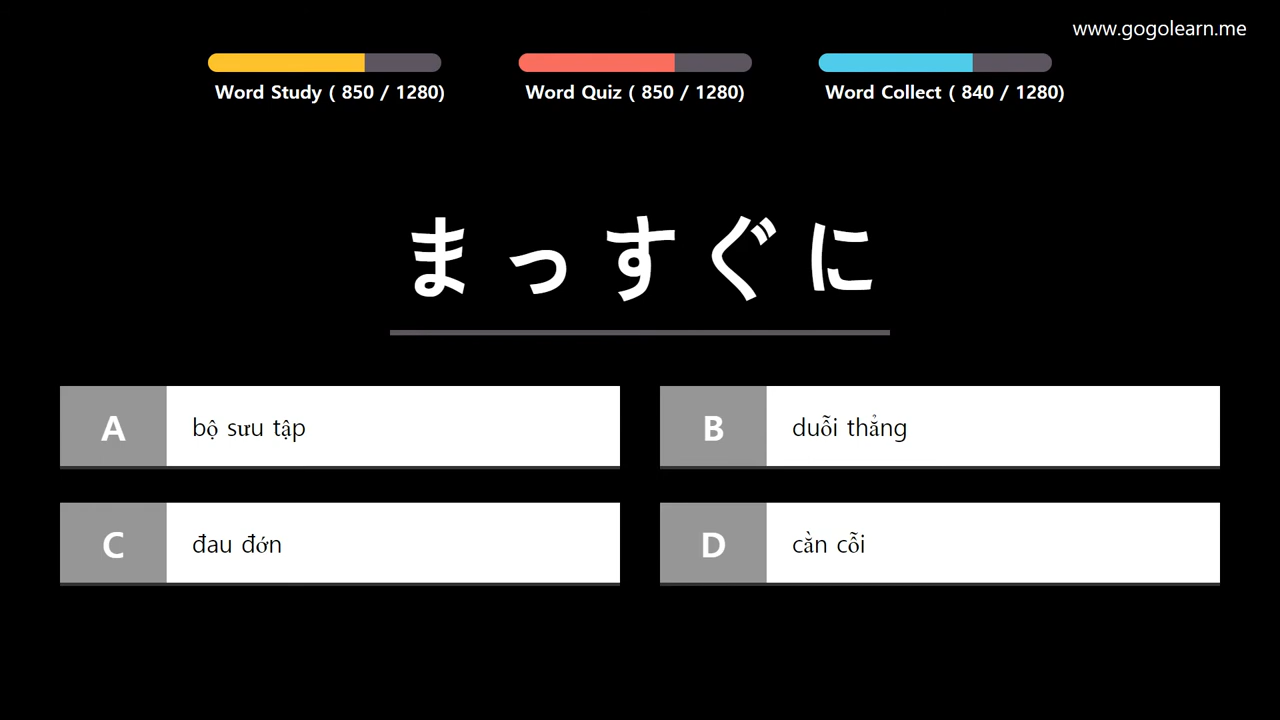 www.gogolearn.me
Word Study ( 850 / 1280)
Word Quiz ( 850 / 1280)
Word Collect ( 840 / 1280)
まっすぐに
A bộ sưu tập
B duỗi thẳng
C đau đớn
D cằn cỗi